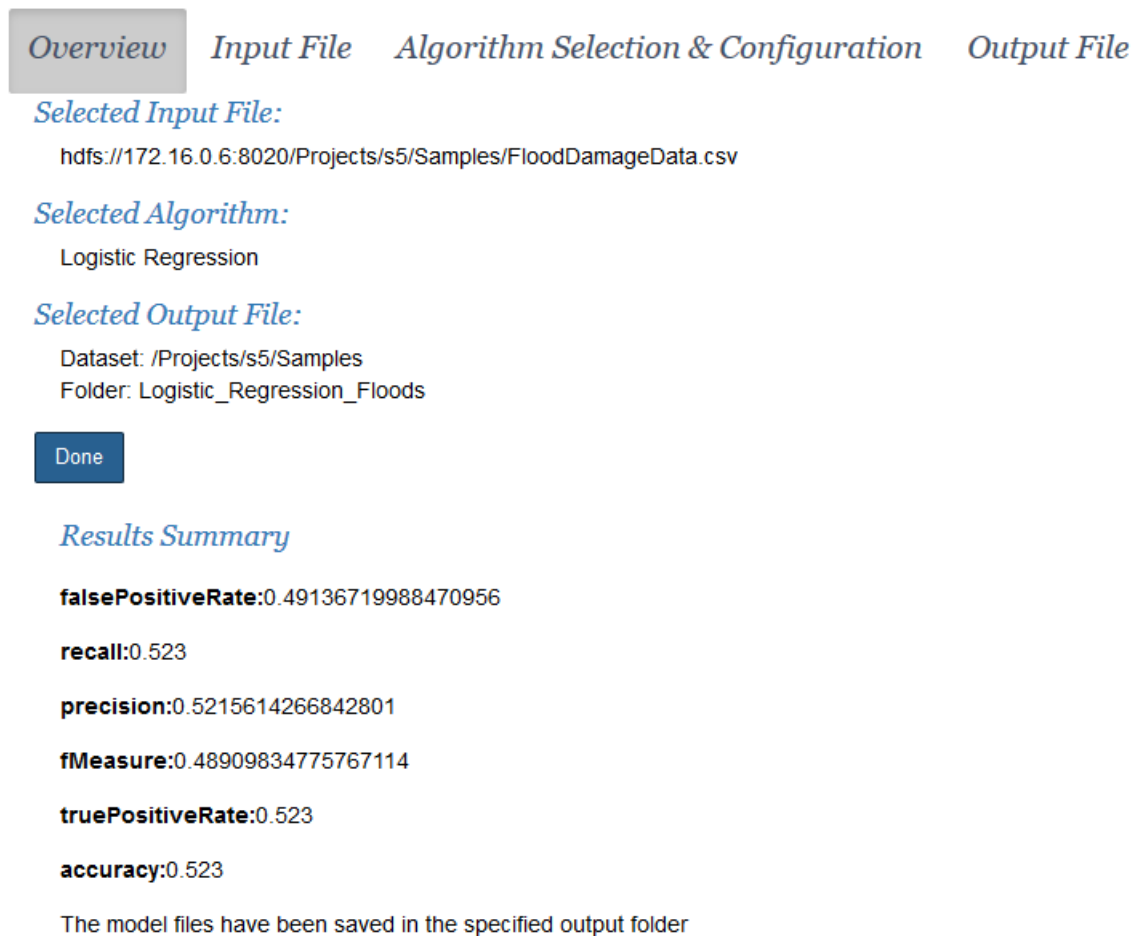 Overview Input File Algorithm Selection & Configuration Output File
Selected Input File:
hdfs://172.16.0.6:8020/Projects/s5/Samples/FloodDamageData.csv
Selected Algorithm:
Logistic Regression
Selected Output File:
Dataset: /Projects/s5/Samples
Folder: Logistic_Regression_Floods
Done
Results Summary
falsePositiveRate:0.49136719988470956
recall:0.523
precision:0.5215614266842801
fMeasure:0.48909834775767114
truePositiveRate:0.523
accuracy:0.523
The model files have been saved in the specified output folder